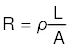 R = ρ L/A